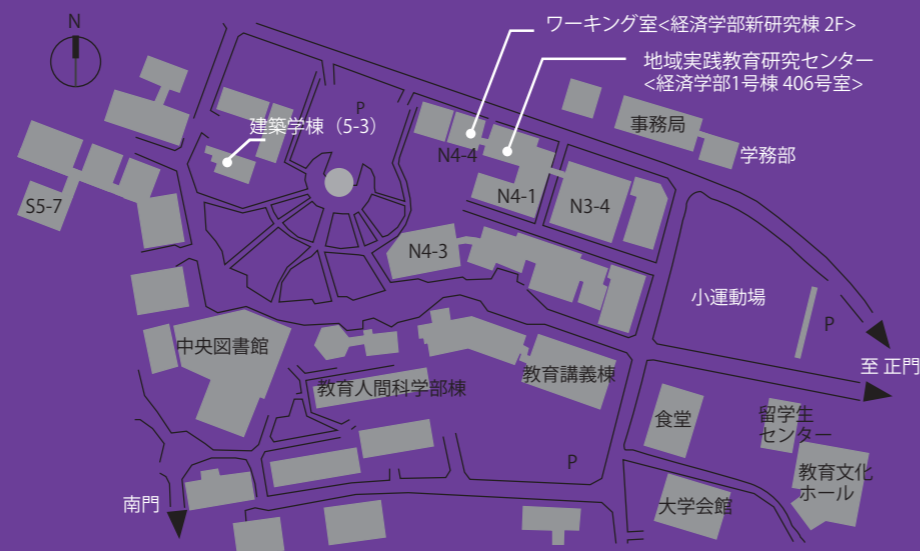 N
ワーキング室<経済学部新研究棟 2F>
地域実践教育研究センター
<経済学部1号棟 406号室>
P
建築学棟（5-3）
事務局
学務部
N4-4
S5-7
N4-1
N3-4
N4-3
小運動場
P
中央図書館
至 正門
教育人間科学部棟
教育講義棟
食堂
留学生
センター
P
教育文化
ホール
南門
大学会館